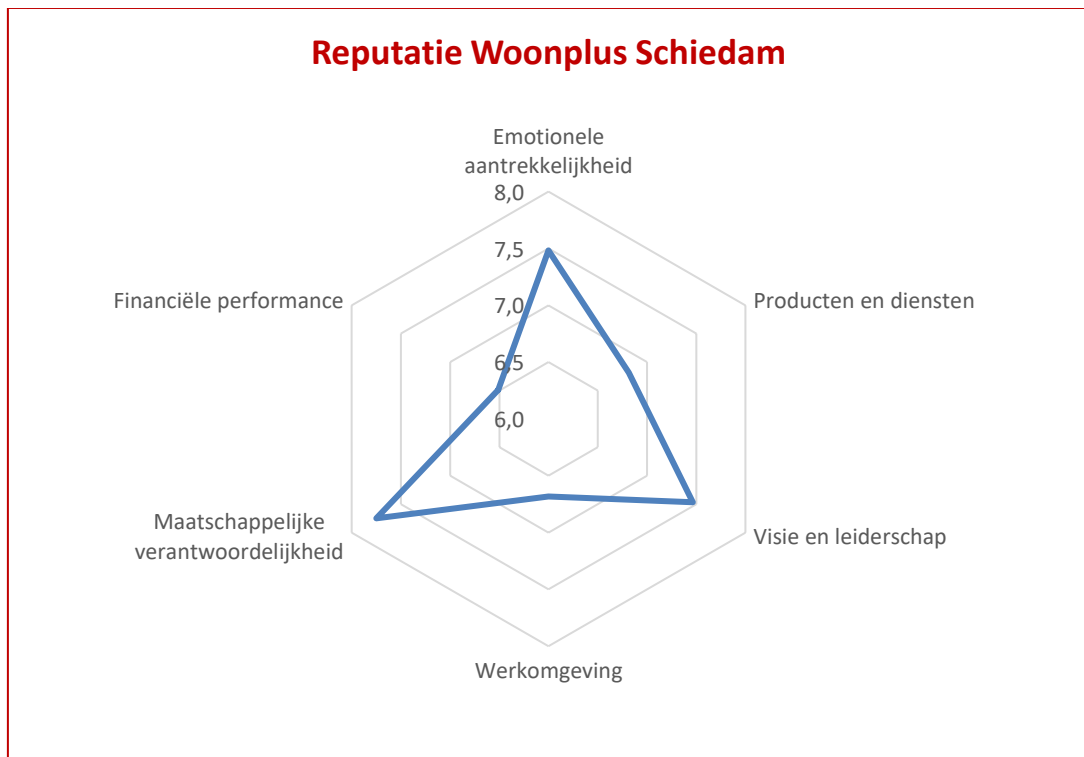 Reputatie Woonplus Schiedam
Emotionele
aantrekkelijkheid
8,0
7,5
7,0
6,5
6,0
Producten en diensten
Visie en leiderschap
Werkomgeving
Maatschappelijke
verantwoordelijkheid
Financiële performance